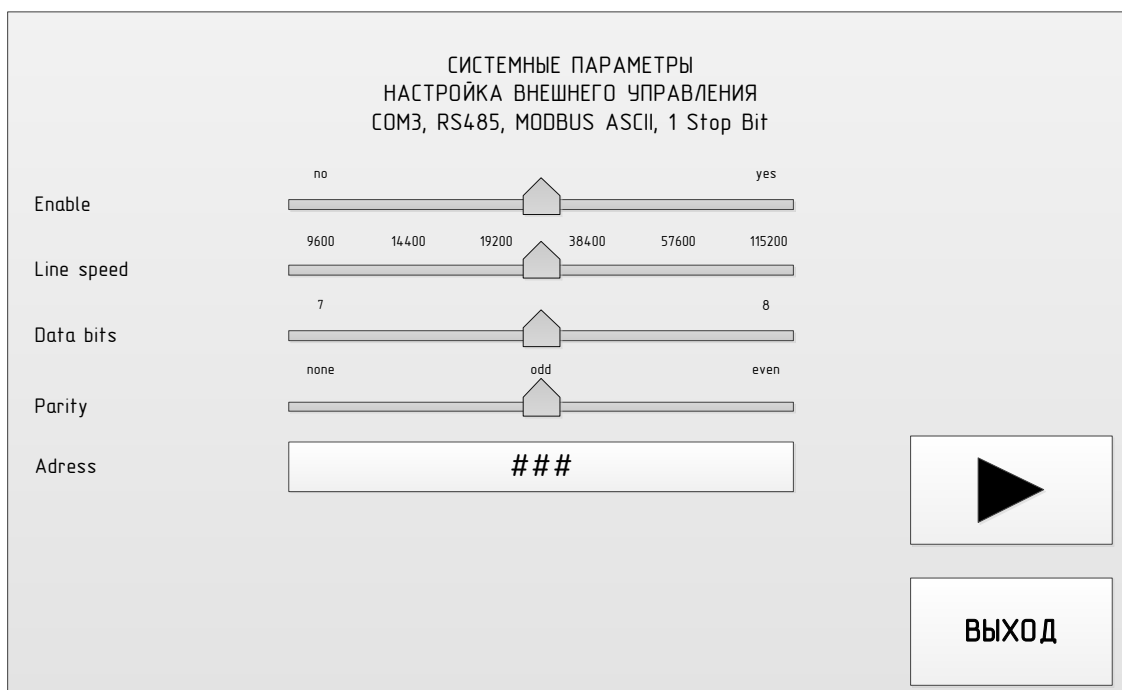 СИСТЕМНЫЕ ПАРАМЕТРЫ
НАСТРОЙКА ВНЕШНЕГО УПРАВЛЕНИЯ
COM3, RS485, MODBUS ASCII, 1 Stop Bit
no yes
Enable
9600 14400 19200 38400 57600 115200
Line speed
7 8
Data bits
none odd even
Parity
Adress ###
ВЫХОД